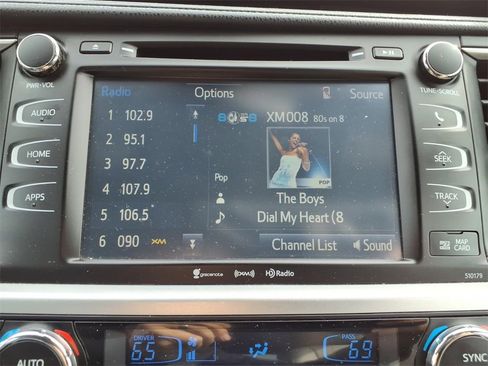 PWR•VOL
TUNE•SCROLL
Radio
Options
Source
AUDIO
HOME
APPS
SEEK
TRACK
MAP CARD
1 102.9
2 95.1
3 97.7
4 107.9
5 106.5
6 090 XM
XM008 80s on 8
Pop
POP
The Boys
Dial My Heart (8
Channel List
Sound
gracenote
((XM))
HD Radio
510179
DRIVER
65
PASS
69
AUTO
SYNC